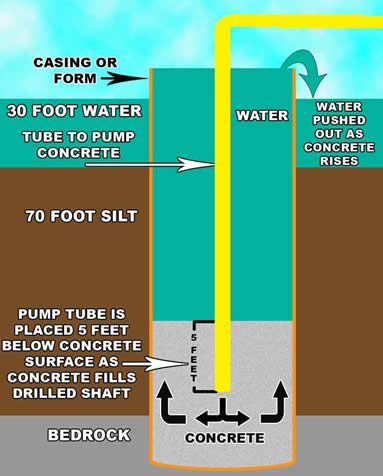 CASING OR
FORM
30 FOOT WATER
WATER
WATER
PUSHED
OUT AS
CONCRETE
RISES
TUBE TO PUMP
CONCRETE
70 FOOT SILT
PUMP TUBE IS
PLACED 5 FEET
BELOW CONCRETE
SURFACE AS
CONCRETE FILLS
DRILLED SHAFT
5 FEET
BEDROCK
CONCRETE